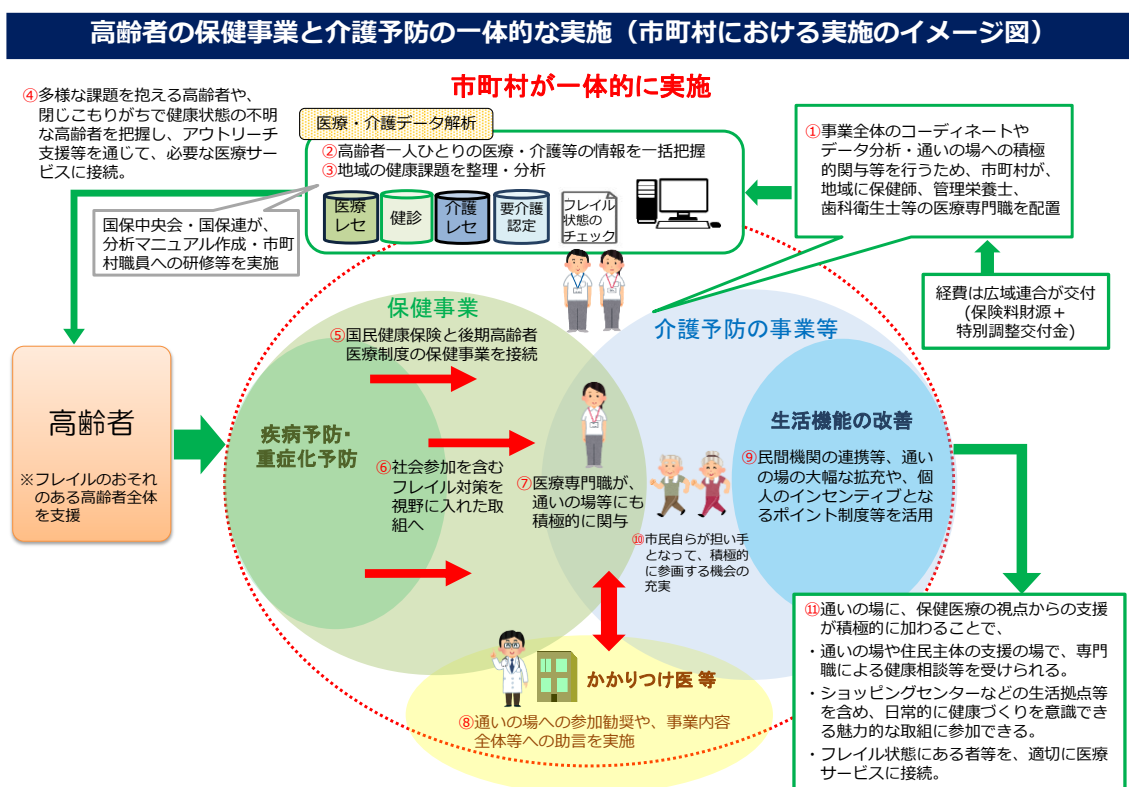 高齢者の保健事業と介護予防の一体的な実施（市町村における実施のイメージ図）
市町村が一体的に実施
④多様な課題を抱える高齢者や、
閉じこもりがちで健康状態の不明
な高齢者を把握し、アウトリーチ
支援等を通じて、必要な医療サー
ビスに接続。
医療・介護データ解析
②高齢者一人ひとりの医療・介護等の情報を一括把握
③地域の健康課題を整理・分析
医療
レセ
健診
介護
レセ
要介護
認定
フレイル
状態の
チェック
①事業全体のコーディネートや
データ分析・通いの場への積極
的関与等を行うため、市町村が、
地域に保健師、管理栄養士、
歯科衛生士等の医療専門職を配置
国保中央会・国保連が、
分析マニュアル作成・市町
村職員への研修等を実施
経費は広域連合が交付
(保険料財源＋
特別調整交付金)
保健事業
⑤国民健康保険と後期高齢者
医療制度の保健事業を接続
介護予防の事業等
高齢者
※フレイルのおそれ
のある高齢者全体
を支援
疾病予防・
重症化予防
⑥社会参加を含む
フレイル対策を
視野に入れた取
組へ
⑦医療専門職が、
通いの場等にも
積極的に関与
生活機能の改善
⑨民間機関の連携等、通い
の場の大幅な拡充や、個
人のインセンティブとな
るポイント制度等を活用
⑩市民自らが担い手
となって、積極的
に参画する機会の
充実
かかりつけ医 等
⑧通いの場への参加勧奨や、事業内容
全体等への助言を実施
⑪通いの場に、保健医療の視点からの支援
が積極的に加わることで、
・通いの場や住民主体の支援の場で、専門
職による健康相談等を受けられる。
・ショッピングセンターなどの生活拠点等
を含め、日常的に健康づくりを意識でき
る魅力的な取組に参加できる。
・フレイル状態にある者等を、適切に医療
サービスに接続。